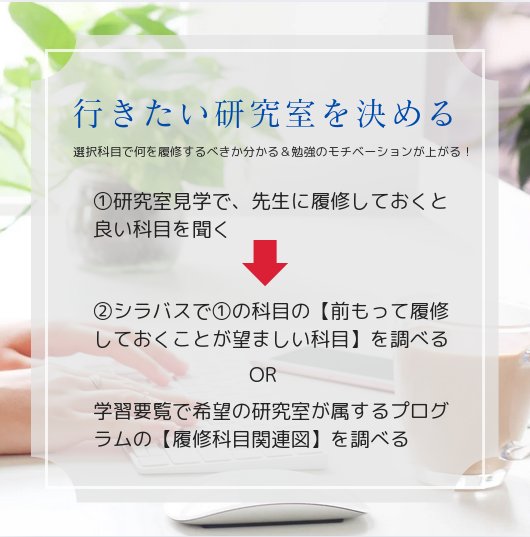 行きたい研究室を決める
選択科目で何を履修するべきか分かる＆勉強のモチベーションが上がる！
①研究室見学で、先生に履修しておくと
良い科目を聞く
②シラバスで①の科目の【前もって履修
しておくことが望ましい科目】を調べる
OR
学習要覧で希望の研究室が属するプログ
ラムの【履修科目関連図】を調べる